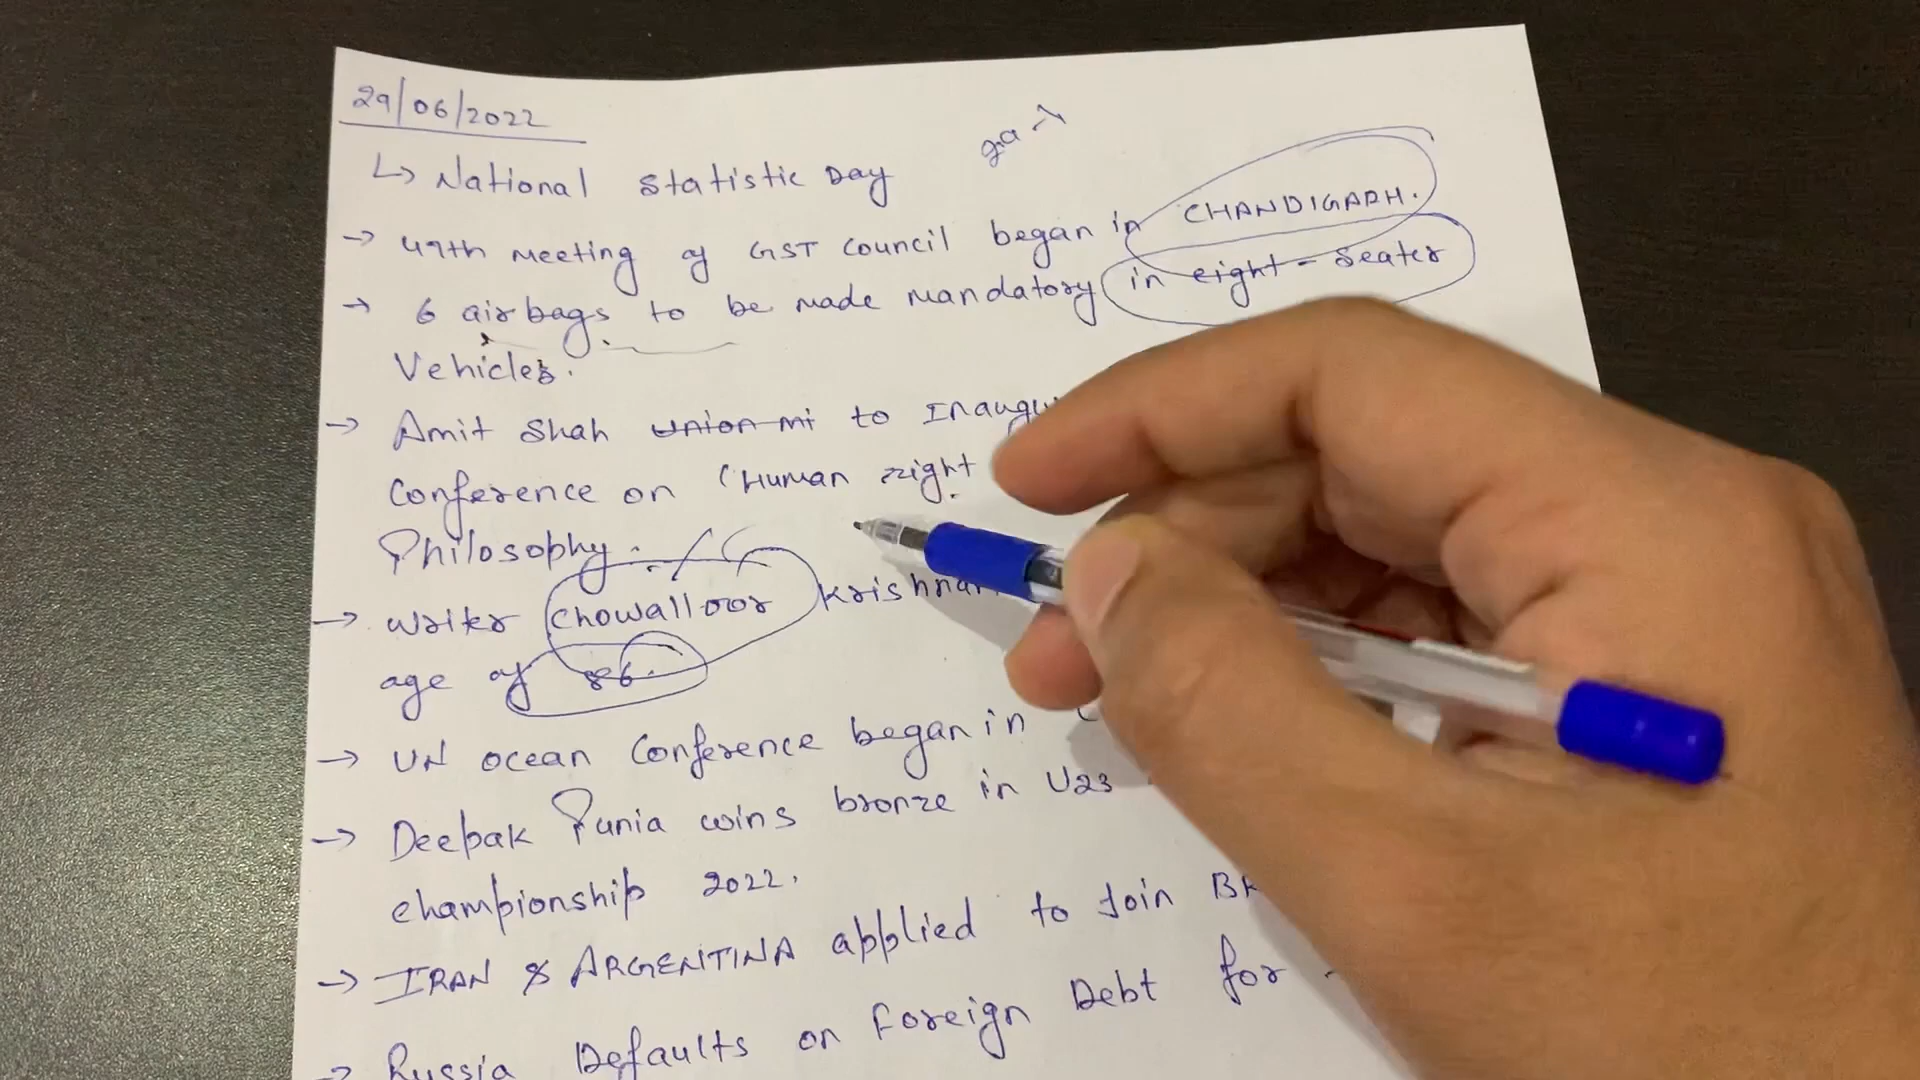 29/06/2022
↳ National Statistic Day
→ 47th Meeting of GST Council began in CHANDIGARH.
→ 6 airbags to be made mandatory in eight-seater
Vehicles.
→ Amit Shah to Inaugu
Conference on (Human right
Philosophy.
→ Writer Chowalloor Krishnan
age of 86.
→ UN Ocean Conference began in
→ Deepak Punia wins bronze in U23
championship 2022.
→ IRAN & ARGENTINA applied to Join BR
→ Russia Defaults on Foreign Debt for